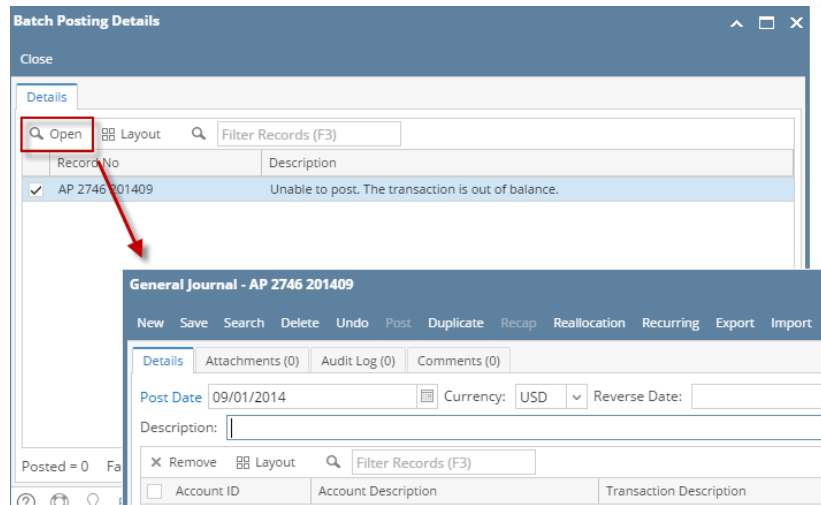 Batch Posting Details
Close
Details
Open Layout Filter Records (F3)
Record No Description
AP 2746 201409 Unable to post. The transaction is out of balance.
General Journal - AP 2746 201409
New Save Search Delete Undo Post Duplicate Recap Reallocation Recurring Export Import
Details Attachments (0) Audit Log (0) Comments (0)
Post Date 09/01/2014 Currency: USD Reverse Date:
Description:
Remove Layout Filter Records (F3)
Account ID Account Description Transaction Description
Posted = 0